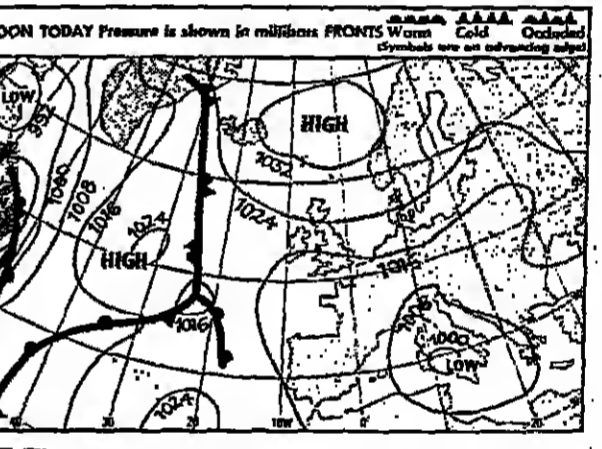 OON TODAY Pressure is shown in millibars FRONTS Warm Cold Occluded
(Symbols are on advancing edge)
LOW
952
HIGH
1032
1000
1008
1016
1024
1024
HIGH
1016
1016
1008
1000
LOW
1024
40
30
20
10W
0
20